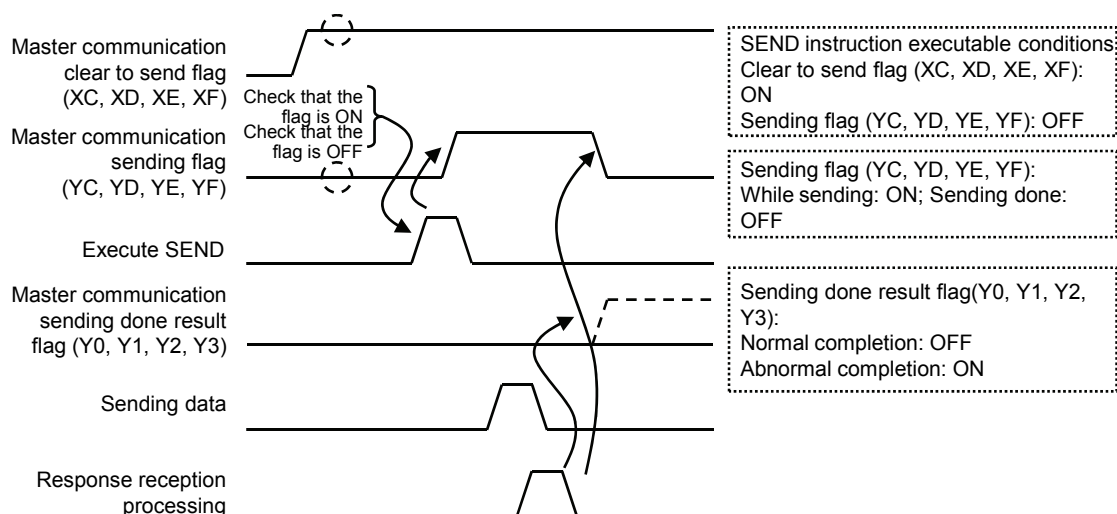 Master communication
clear to send flag
(XC, XD, XE, XF)
Check that the
flag is ON
Check that the
flag is OFF
Master communication
sending flag
(YC, YD, YE, YF)
Execute SEND
Master communication
sending done result
flag (Y0, Y1, Y2, Y3)
Sending data
Response reception
processing
SEND instruction executable conditions
Clear to send flag (XC, XD, XE, XF):
ON
Sending flag (YC, YD, YE, YF): OFF
Sending flag (YC, YD, YE, YF):
While sending: ON; Sending done:
OFF
Sending done result flag(Y0, Y1, Y2,
Y3):
Normal completion: OFF
Abnormal completion: ON